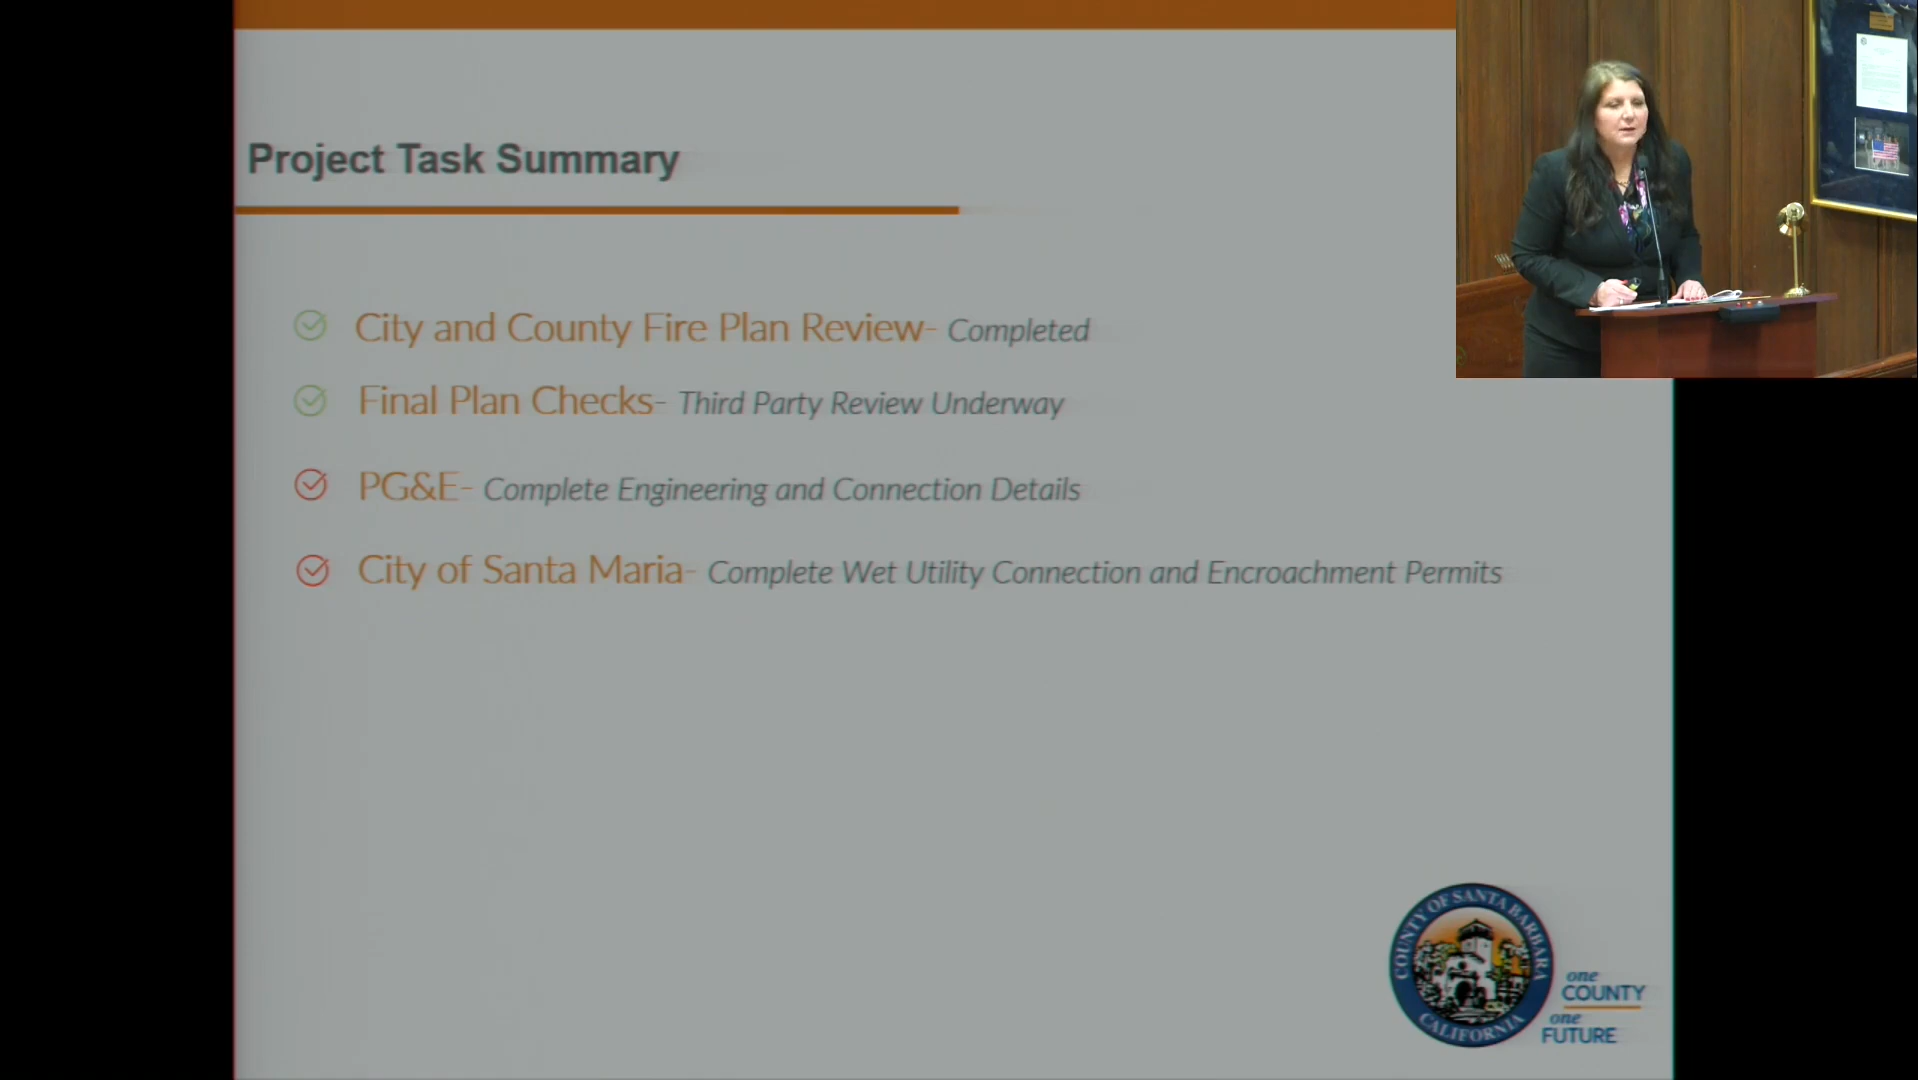 Project Task Summary
City and County Fire Plan Review- Completed
Final Plan Checks- Third Party Review Underway
PG&E- Complete Engineering and Connection Details
City of Santa Maria- Complete Wet Utility Connection and Encroachment Permits
COUNTY OF SANTA BARBARA
CALIFORNIA
one
COUNTY
one
FUTURE